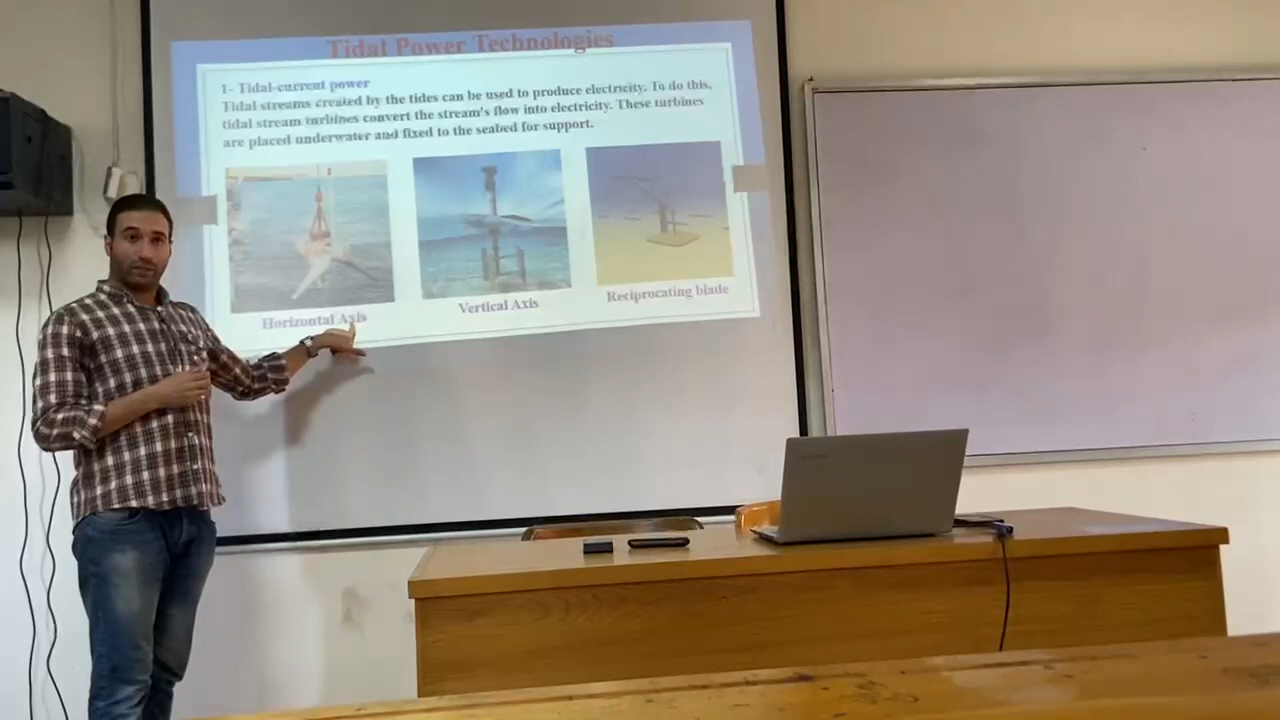 Tidal Power Technologies
1- Tidal-current power
Tidal streams created by the tides can be used to produce electricity. To do this,
tidal stream turbines convert the stream's flow into electricity. These turbines
are placed underwater and fixed to the seabed for support.
Horizontal Axis
Vertical Axis
Reciprocating blade